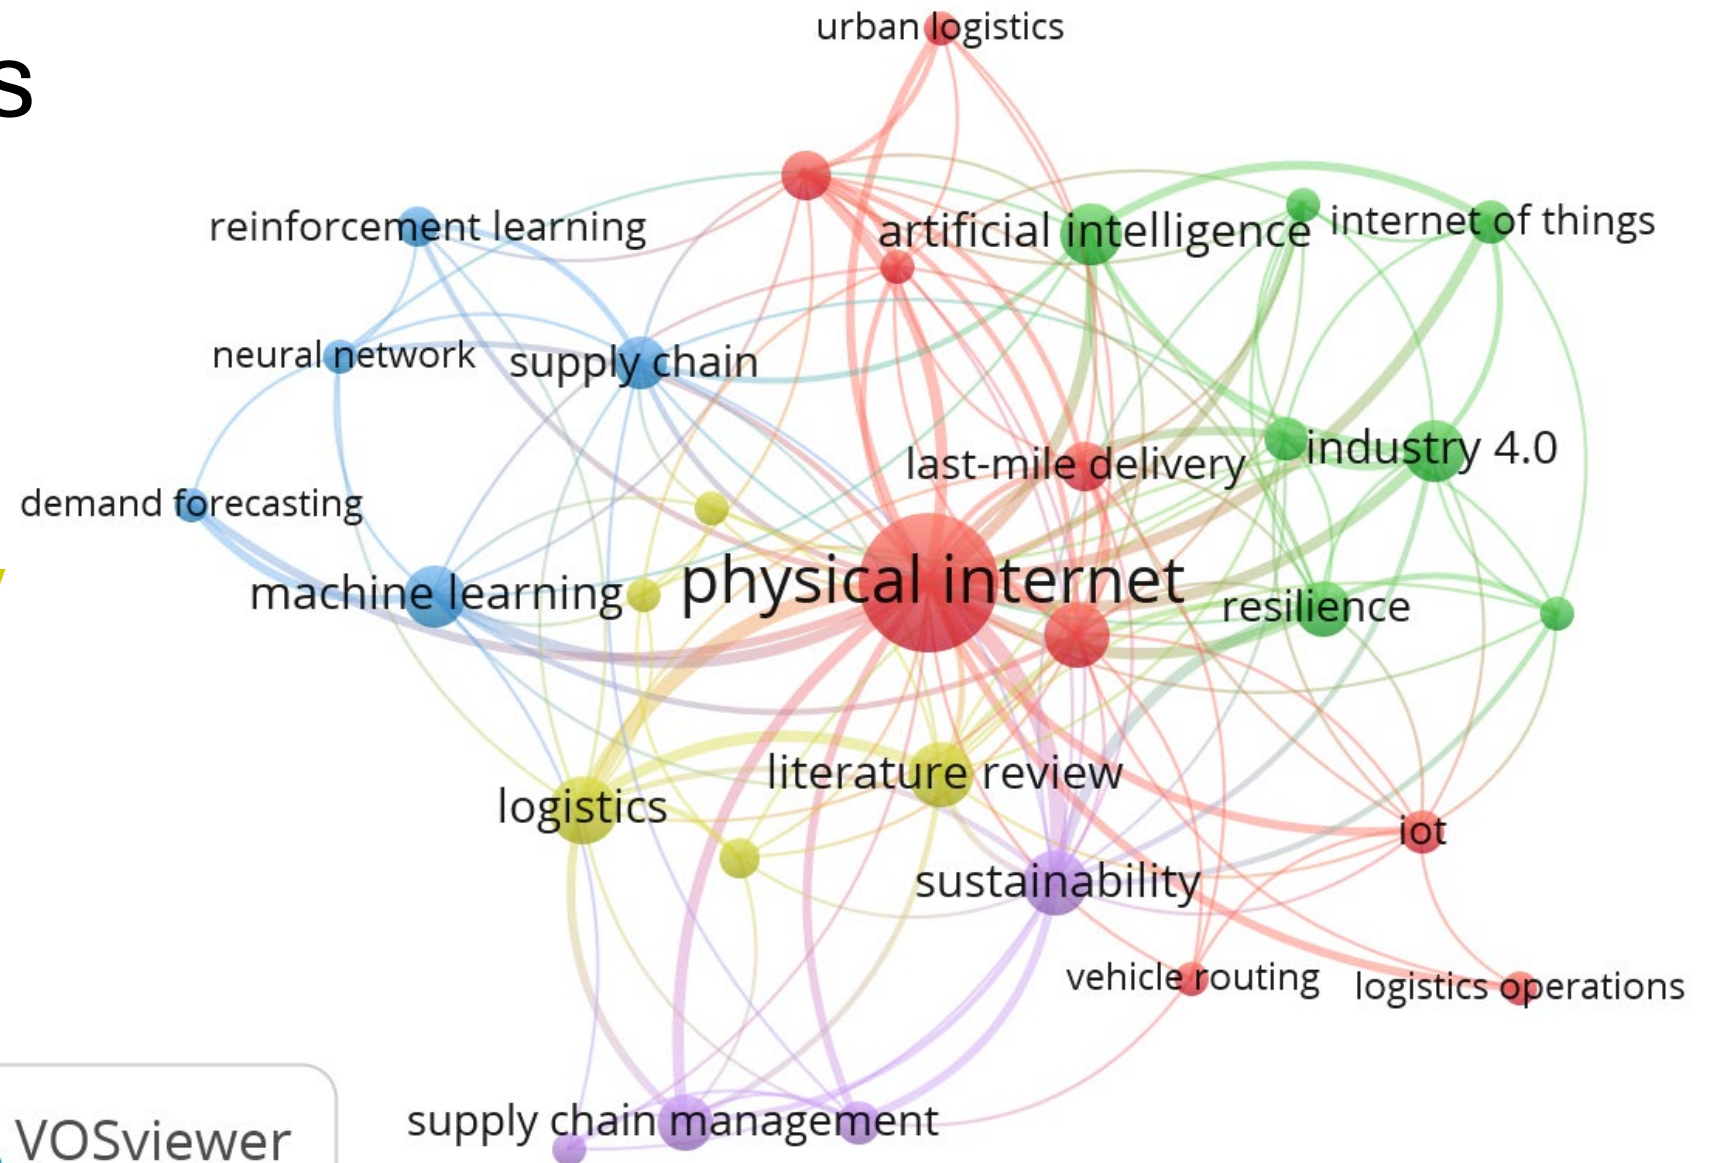 urban logistics
s
reinforcement learning
artificial intelligence
internet of things
neural network
supply chain
last-mile delivery
industry 4.0
demand forecasting
machine learning
physical internet
resilience
literature review
logistics
iot
sustainability
vehicle routing
logistics operations
supply chain management
VOSviewer